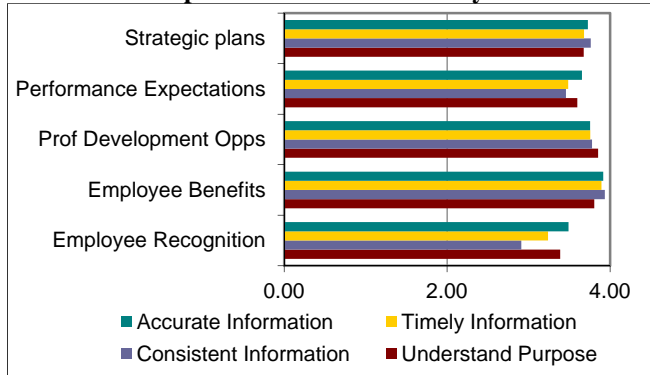 Strategic plans
Performance Expectations
Prof Development Opps
Employee Benefits
Employee Recognition
0.00 2.00 4.00
Accurate Information Timely Information
Consistent Information Understand Purpose